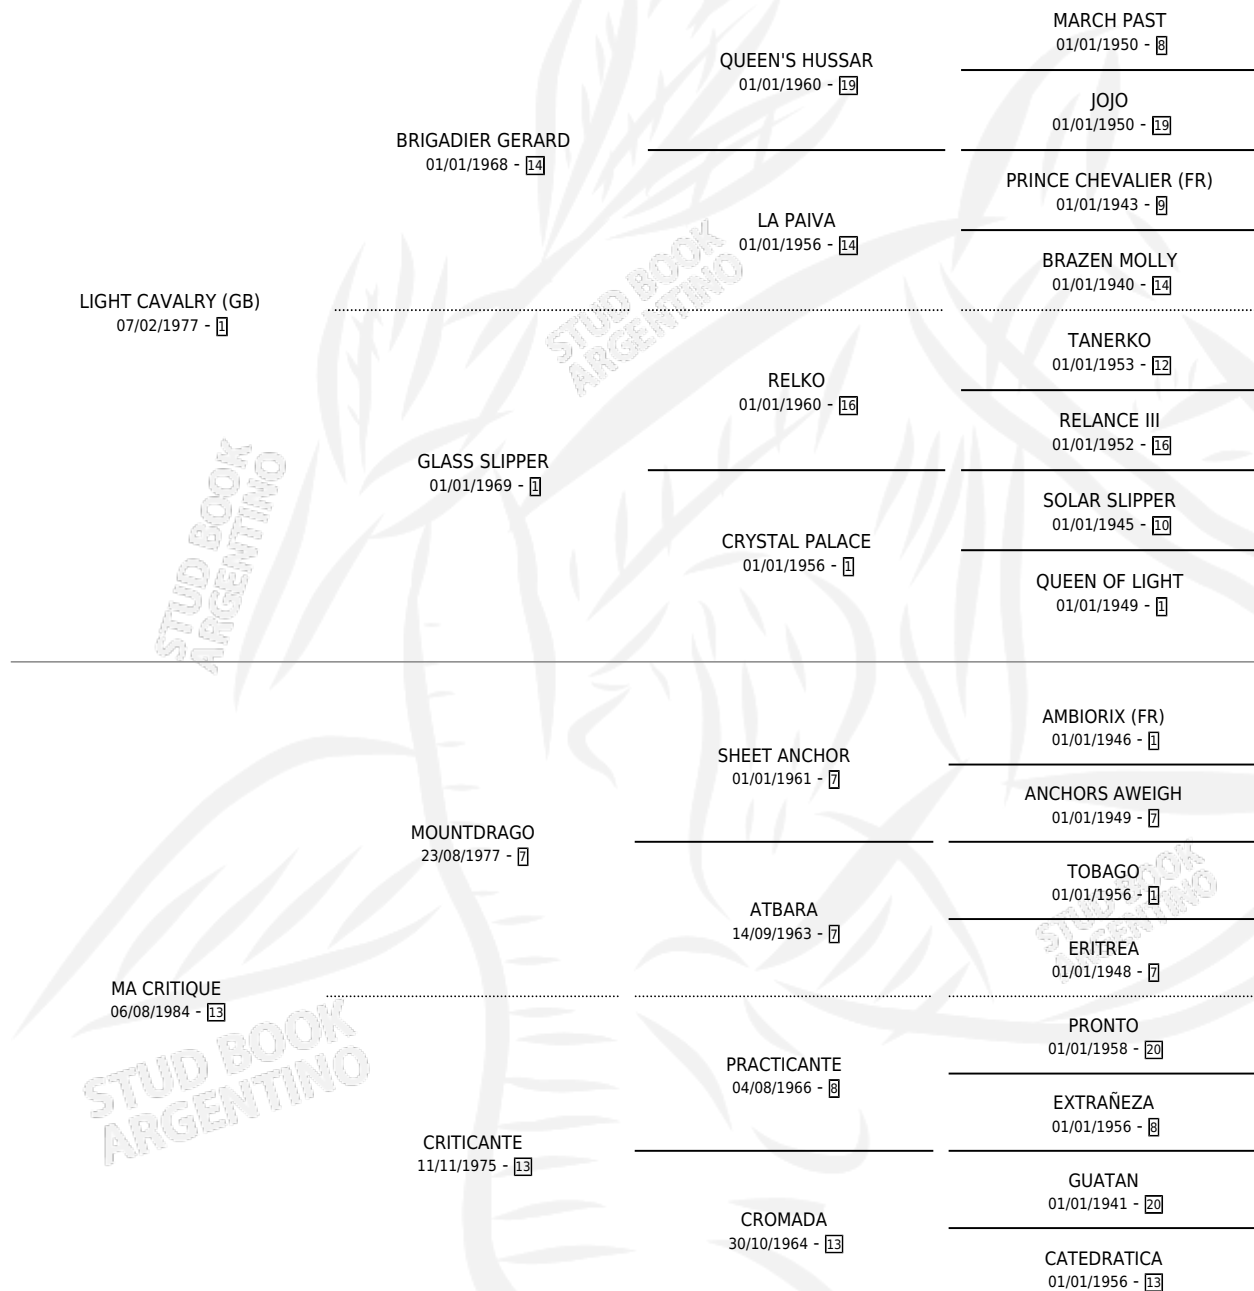 MARCH PAST
01/01/1950 - 8
QUEEN'S HUSSAR
01/01/1960 - 19
JOJO
01/01/1950 - 19
BRIGADIER GERARD
01/01/1968 - 14
PRINCE CHEVALIER (FR)
01/01/1943 - 9
LA PAIVA
01/01/1956 - 14
BRAZEN MOLLY
01/01/1940 - 14
LIGHT CAVALRY (GB)
07/02/1977 - 1
TANERKO
01/01/1953 - 12
RELKO
01/01/1960 - 16
RELANCE III
01/01/1952 - 16
GLASS SLIPPER
01/01/1969 - 1
SOLAR SLIPPER
01/01/1945 - 10
CRYSTAL PALACE
01/01/1956 - 1
QUEEN OF LIGHT
01/01/1949 - 1
STUD BOOK
ARGENTINO
STUD BOOK
ARGENTINO
AMBIORIX (FR)
01/01/1946 - 1
SHEET ANCHOR
01/01/1961 - 7
ANCHORS AWEIGH
01/01/1949 - 7
MOUNTDRAGO
23/08/1977 - 7
TOBAGO
01/01/1956 - 1
ATBARA
14/09/1963 - 7
ERITREA
01/01/1948 - 7
MA CRITIQUE
06/08/1984 - 13
PRONTO
01/01/1958 - 20
PRACTICANTE
04/08/1966 - 8
EXTRAÑEZA
01/01/1956 - 8
CRITICANTE
11/11/1975 - 13
GUATAN
01/01/1941 - 20
CROMADA
30/10/1964 - 13
CATEDRATICA
01/01/1956 - 13
STUD BOOK
ARGENTINO
STUD BOOK
ARGENTINO